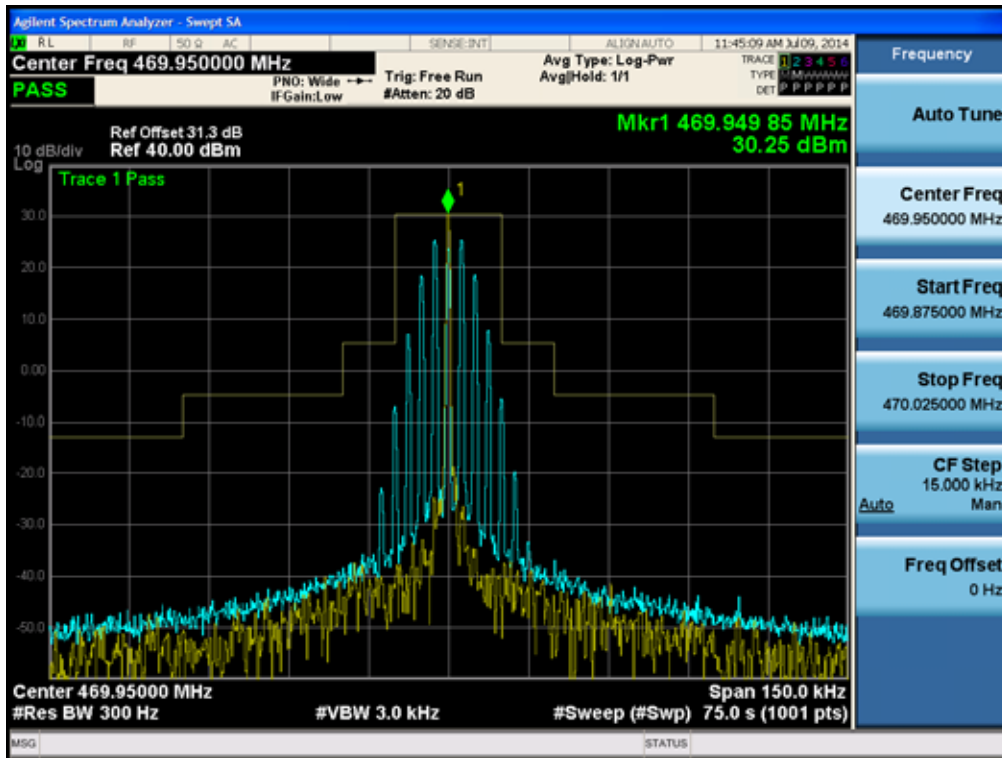 Agilent Spectrum Analyzer - Swept SA
RL RF 50 Ω AC SENSE:INT ALIGN AUTO 11:45:09 AM Jul 09, 2014
Center Freq 469.950000 MHz
PASS
PNO: Wide
IFGain:Low
Trig: Free Run
#Atten: 20 dB
Avg Type: Log-Pwr
Avg|Hold: 1/1
TRACE 1 2 3 4 5 6
TYPE
DET P P P P P P
Ref Offset 31.3 dB
10 dB/div Ref 40.00 dBm
Log
Mkr1 469.949 85 MHz
30.25 dBm
Trace 1 Pass
1
30.0
20.0
10.0
0.00
-10.0
-20.0
-30.0
-40.0
-50.0
Center 469.95000 MHz Span 150.0 kHz
#Res BW 300 Hz #VBW 3.0 kHz #Sweep (#Swp) 75.0 s (1001 pts)
MSG STATUS
Frequency
Auto Tune
Center Freq
469.950000 MHz
Start Freq
469.875000 MHz
Stop Freq
470.025000 MHz
CF Step
15.000 kHz
Auto Man
Freq Offset
0 Hz